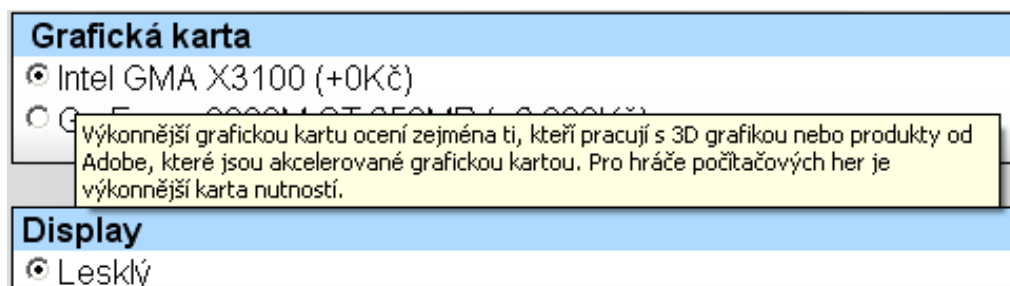 Grafická karta
Intel GMA X3100 (+0Kč)
Výkonnější grafickou kartu ocení zejména ti, kteří pracují s 3D grafikou nebo produkty od
Adobe, které jsou akcelerované grafickou kartou. Pro hráče počítačových her je
výkonnější karta nutností.
Display
Lesklý